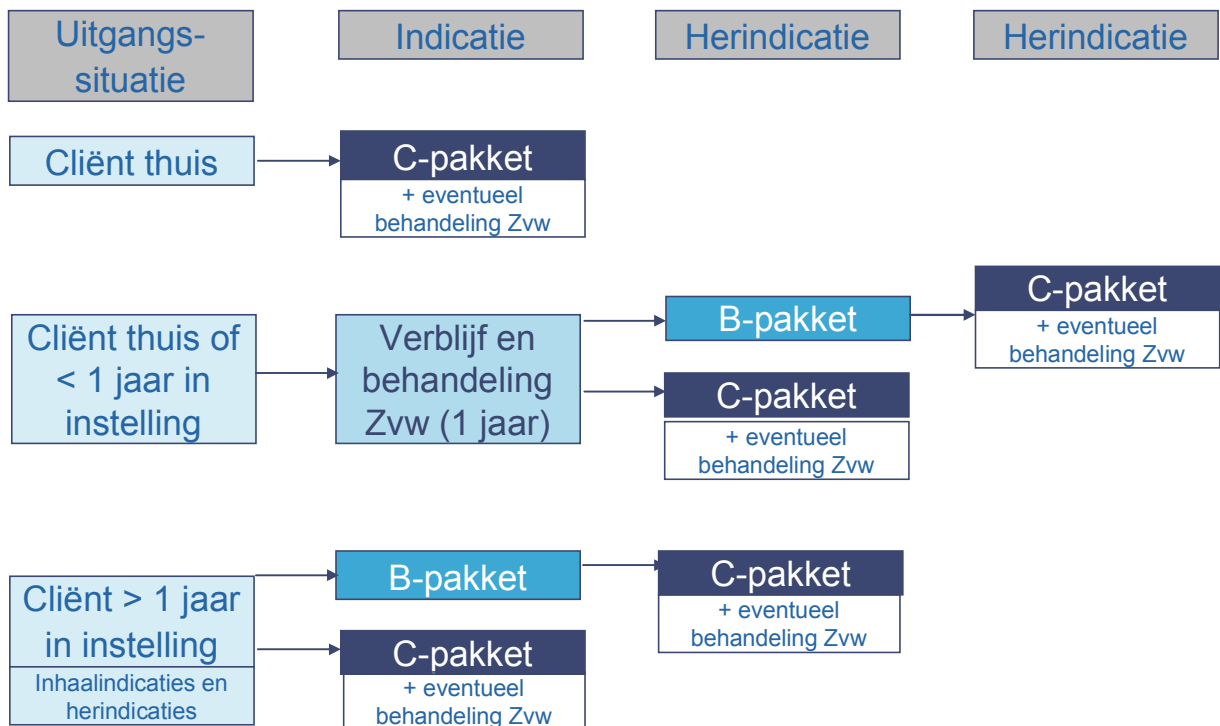 Uitgangs-
situatie
Indicatie
Herindicatie
Herindicatie
Cliënt thuis
C-pakket
+ eventueel
behandeling Zvw
Cliënt thuis of
< 1 jaar in
instelling
Verblijf en
behandeling
Zvw (1 jaar)
B-pakket
C-pakket
+ eventueel
behandeling Zvw
C-pakket
+ eventueel
behandeling Zvw
Cliënt > 1 jaar
in instelling
Inhaalindicaties en
herindicaties
B-pakket
C-pakket
+ eventueel
behandeling Zvw
C-pakket
+ eventueel
behandeling Zvw